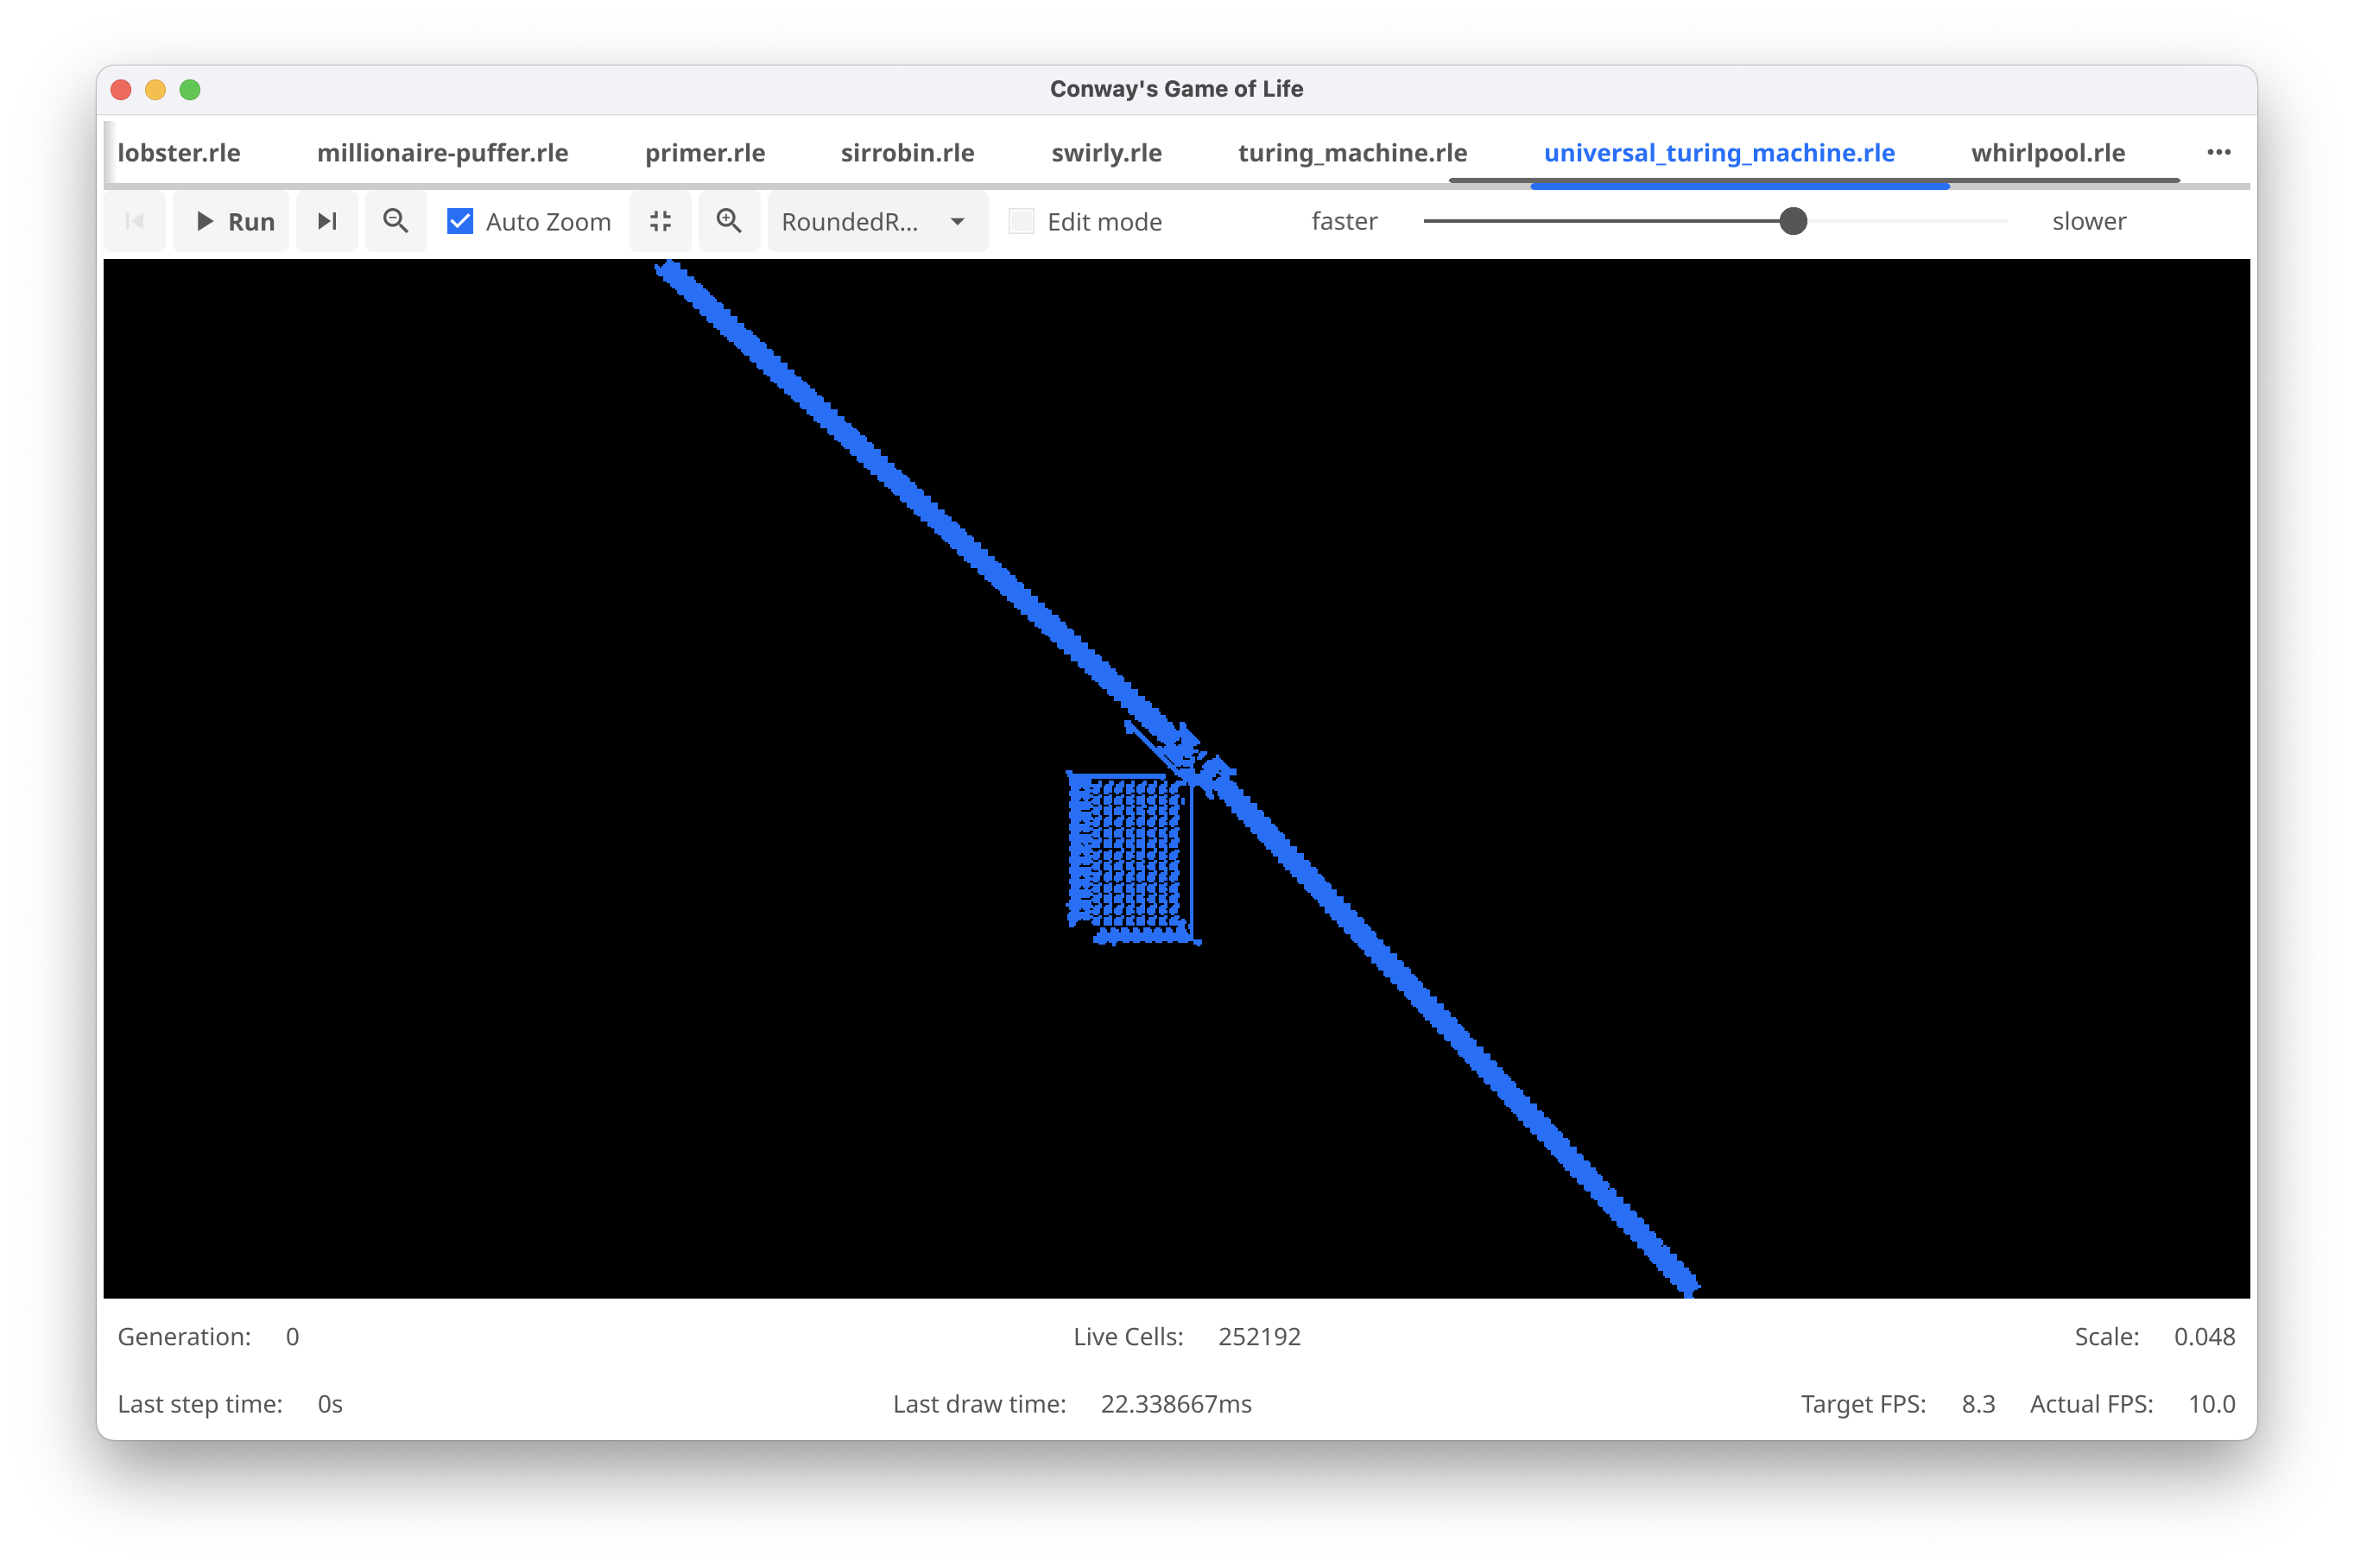 Conway's Game of Life
lobster.rle millionaire-puffer.rle primer.rle sirrobin.rle swirly.rle turing_machine.rle universal_turing_machine.rle whirlpool.rle ...
Run Auto Zoom RoundedR... Edit mode faster slower
Generation: 0 Live Cells: 252192 Scale: 0.048
Last step time: 0s Last draw time: 22.338667ms Target FPS: 8.3 Actual FPS: 10.0